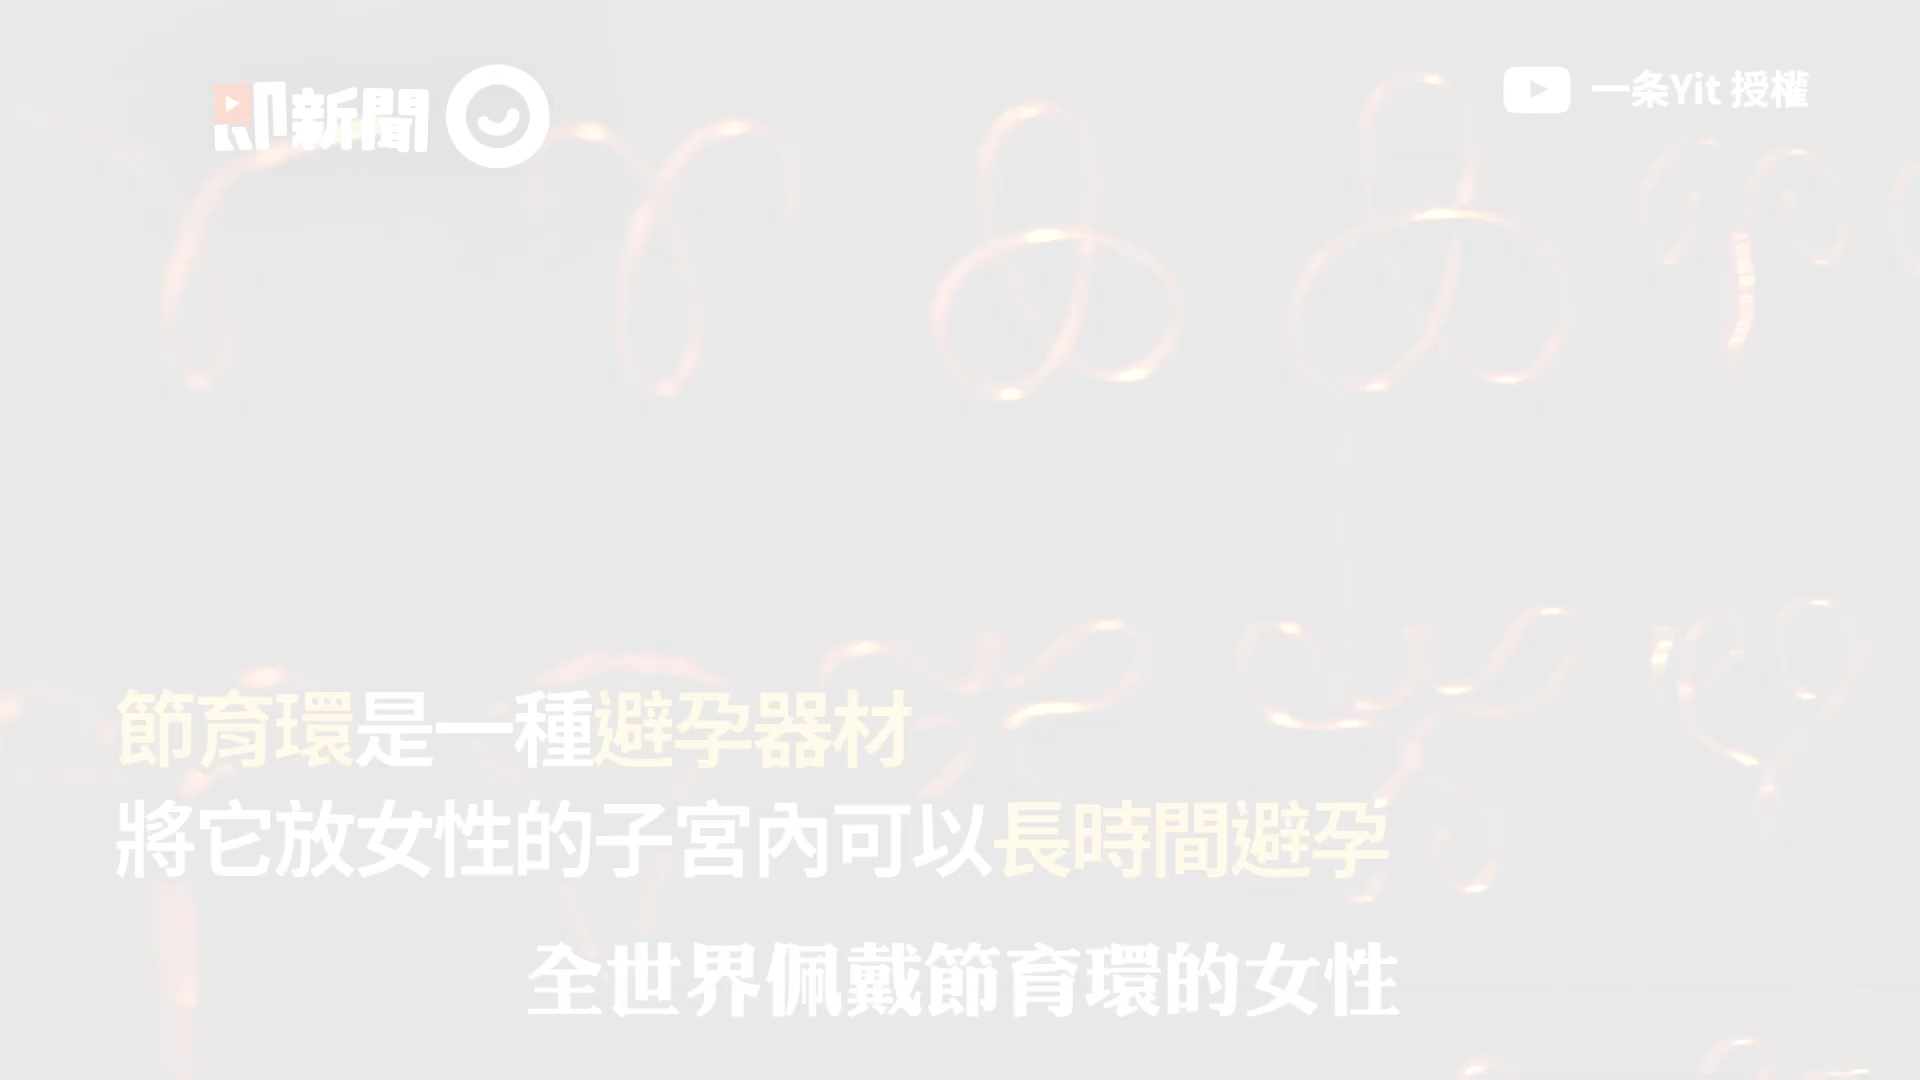 即新聞
一条Yit 授權
節育環是一種避孕器材
將它放女性的子宮內可以長時間避孕
全世界佩戴節育環的女性